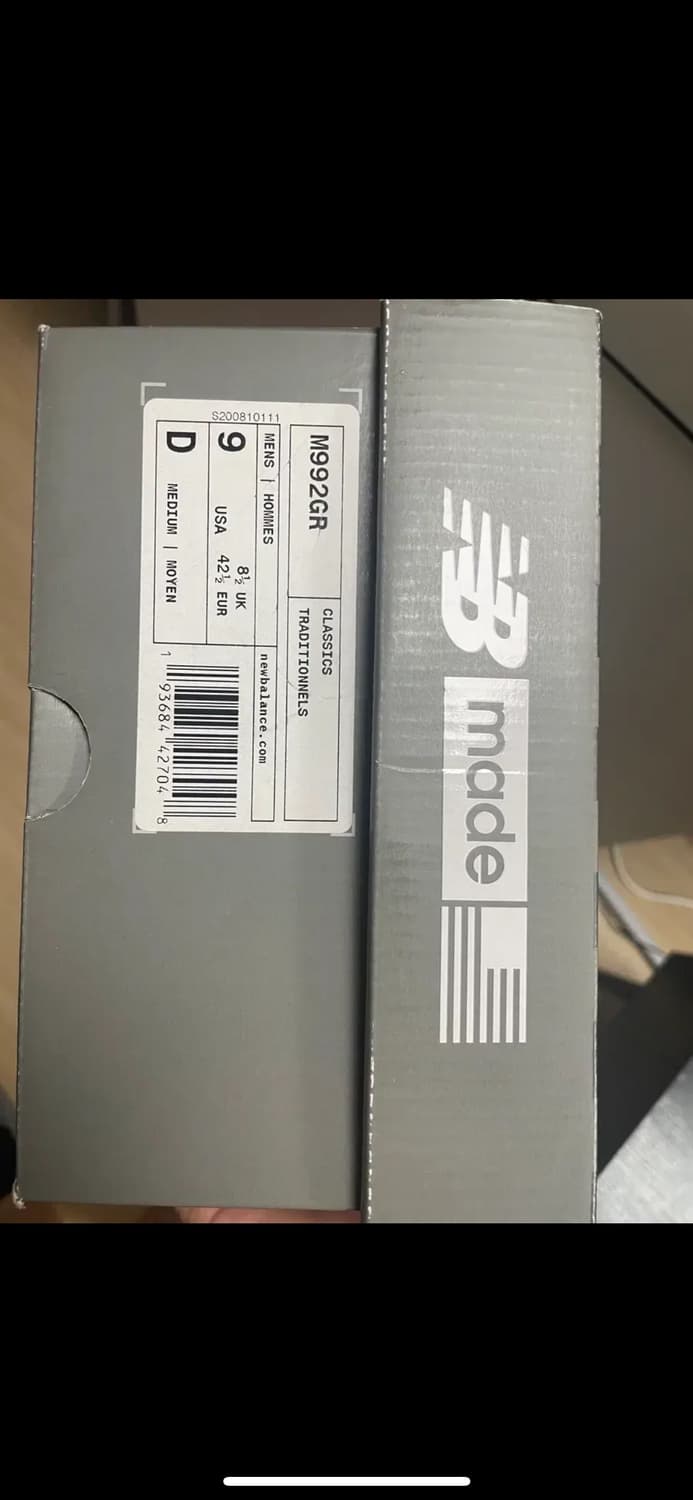 NB made
S200810111
M992GR
CLASSICS
TRADITIONNELS
MENS | HOMMES
newbalance.com
9 USA
8½ UK
42½ EUR
D MEDIUM | MOYEN
1 93684 42704 8